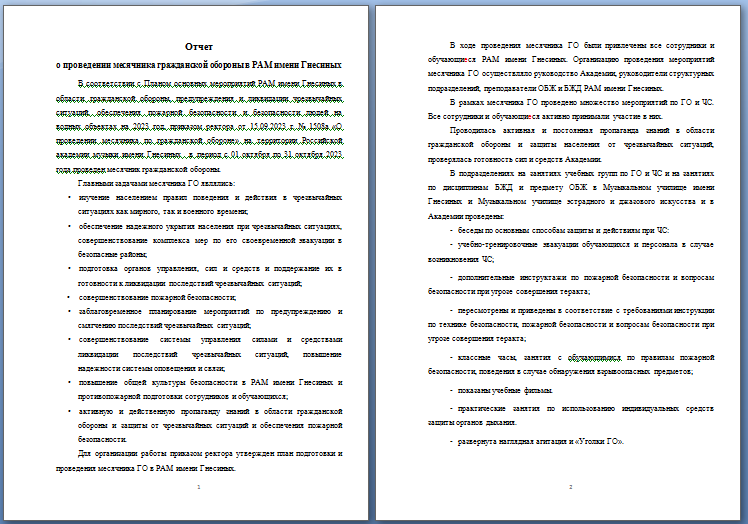 Отчет
о проведении месячника гражданской обороны в РАМ имени Гнесиных
В соответствии с Планом основных мероприятий РАМ имени Гнесиных в
области гражданской обороны, предупреждения и ликвидации чрезвычайных
ситуаций, обеспечения пожарной безопасности и безопасности людей на
водных объектах на 2023 год, приказом ректора от 15.09.2023 г. № 1508а «О
проведении месячника по гражданской обороне» на территории Российской
академии музыки имени Гнесиных в период с 01 октября по 31 октября 2023
года проведен месячник гражданской обороны.
Главными задачами месячника ГО являлись:
• изучение населением правил поведения и действия в чрезвычайных
ситуациях как мирного, так и военного времени;
• обеспечение надежного укрытия населения при чрезвычайных ситуациях,
совершенствование комплекса мер по его своевременной эвакуации в
безопасные районы;
• подготовка органов управления, сил и средств и поддержание их в
готовности к ликвидации последствий чрезвычайных ситуаций;
• совершенствование пожарной безопасности;
• заблаговременное планирование мероприятий по предупреждению и
смягчению последствий чрезвычайных ситуаций;
• совершенствование системы управления силами и средствами
ликвидации последствий чрезвычайных ситуаций, повышение
надежности системы оповещения и связи;
• повышение общей культуры безопасности в РАМ имени Гнесиных и
противопожарной подготовки сотрудников и обучающихся;
• активную и действенную пропаганду знаний в области гражданской
обороны и защиты от чрезвычайных ситуаций и обеспечения пожарной
безопасности.
Для организации работы приказом ректора утвержден план подготовки и
проведения месячника ГО в РАМ имени Гнесиных.
1
В ходе проведения месячника ГО были привлечены все сотрудники и
обучающиеся РАМ имени Гнесиных. Организацию проведения мероприятий
месячника ГО осуществляло руководство Академии, руководители структурных
подразделений, преподаватели ОБЖ и БЖД РАМ имени Гнесиных.
В рамках месячника ГО проведено множество мероприятий по ГО и ЧС.
Все сотрудники и обучающиеся активно принимали участие в них.
Проводилась активная и постоянная пропаганда знаний в области
гражданской обороны и защиты населения от чрезвычайных ситуаций,
проверялась готовность сил и средств Академии.
В подразделениях на занятиях учебных групп по ГО и ЧС и на занятиях
по дисциплинам БЖД и предмету ОБЖ в Музыкальном училище имени
Гнесиных и Музыкальном училище эстрадного и джазового искусства и в
Академии проведены:
- беседы по основным способам защиты и действиям при ЧС:
- учебно-тренировочные эвакуации обучающихся и персонала в случае
возникновения ЧС;
- дополнительные инструктажи по пожарной безопасности и вопросам
безопасности при угрозе совершения теракта;
- пересмотрены и приведены в соответствие с требованиями инструкции
по технике безопасности, пожарной безопасности и вопросам безопасности при
угрозе совершения теракта;
- классные часы, занятия с обучающимися по правилам пожарной
безопасности, поведения в случае обнаружения взрывоопасных предметов;
- показаны учебные фильмы.
- практические занятия по использованию индивидуальных средств
защиты органов дыхания.
- развернута наглядная агитация и «Уголки ГО».
2